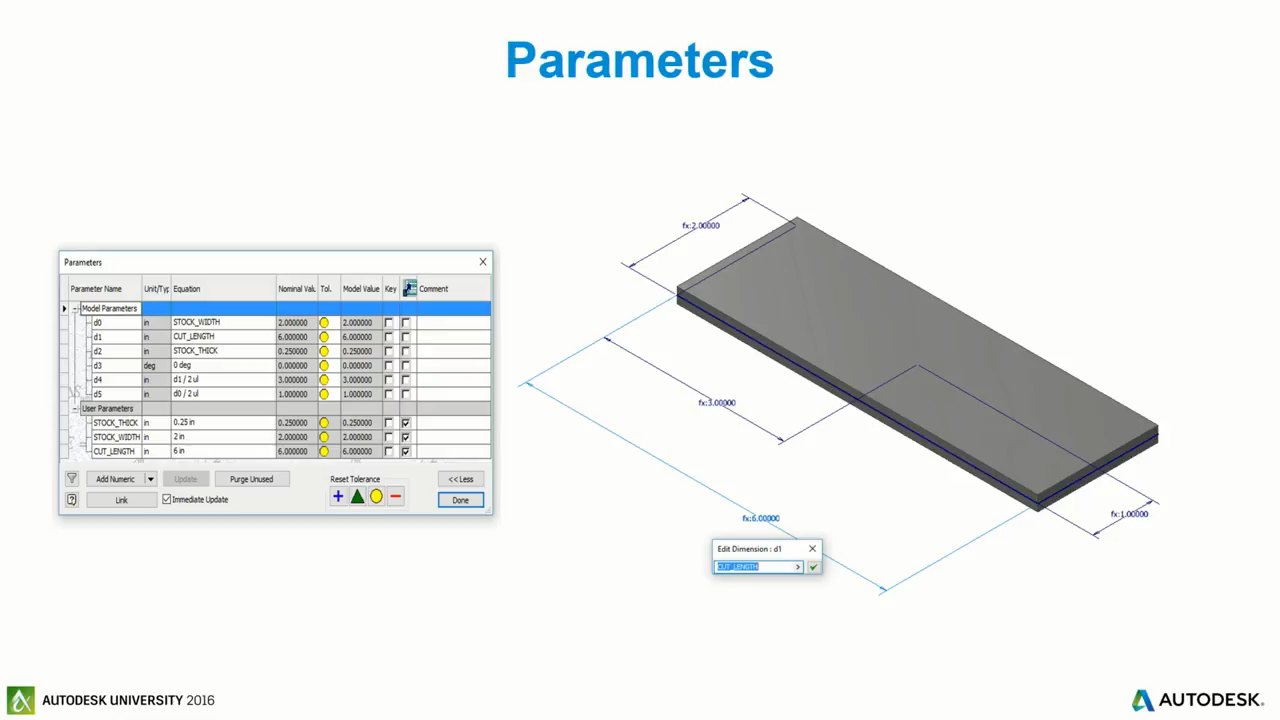 Parameters
Parameters
Parameter Name Unit/Typ Equation Nominal Val. Tol. Model Value Key Comment
Model Parameters
d0 in STOCK_WIDTH 2.000000 2.000000
d1 in CUT_LENGTH 6.000000 6.000000
d2 in STOCK_THICK 0.250000 0.250000
d3 deg 0 deg 0.000000 0.000000
d4 in d1 / 2 ul 3.000000 3.000000
d5 in d0 / 2 ul 1.000000 1.000000
User Parameters
STOCK_THICK in 0.25 in 0.250000 0.250000
STOCK_WIDTH in 2 in 2.000000 2.000000
CUT_LENGTH in 6 in 6.000000 6.000000
Add Numeric Update Purge Unused Reset Tolerance << Less
Link Immediate Update Done
fx:2.00000
fx:3.00000
fx:6.00000
fx:1.00000
Edit Dimension : d1
CUT_LENGTH
AUTODESK UNIVERSITY 2016
AUTODESK.